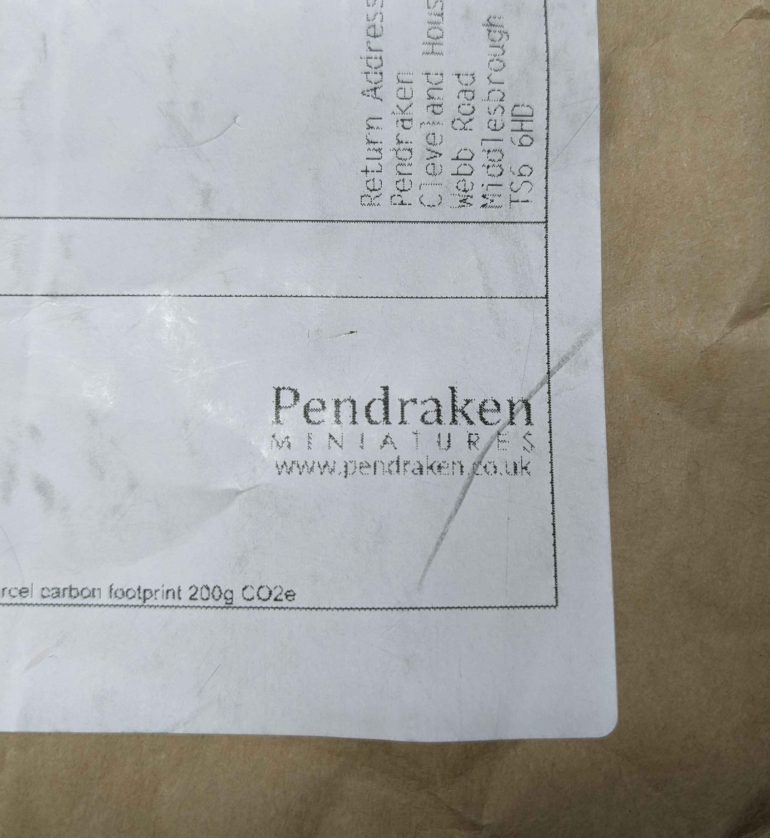 Return Address
Pendraken
Cleveland Hous
Webb Road
Middlesbrough
TS6 6HD
Pendraken
MINIATURES
www.pendraken.co.uk
rcel carbon footprint 200g CO2e